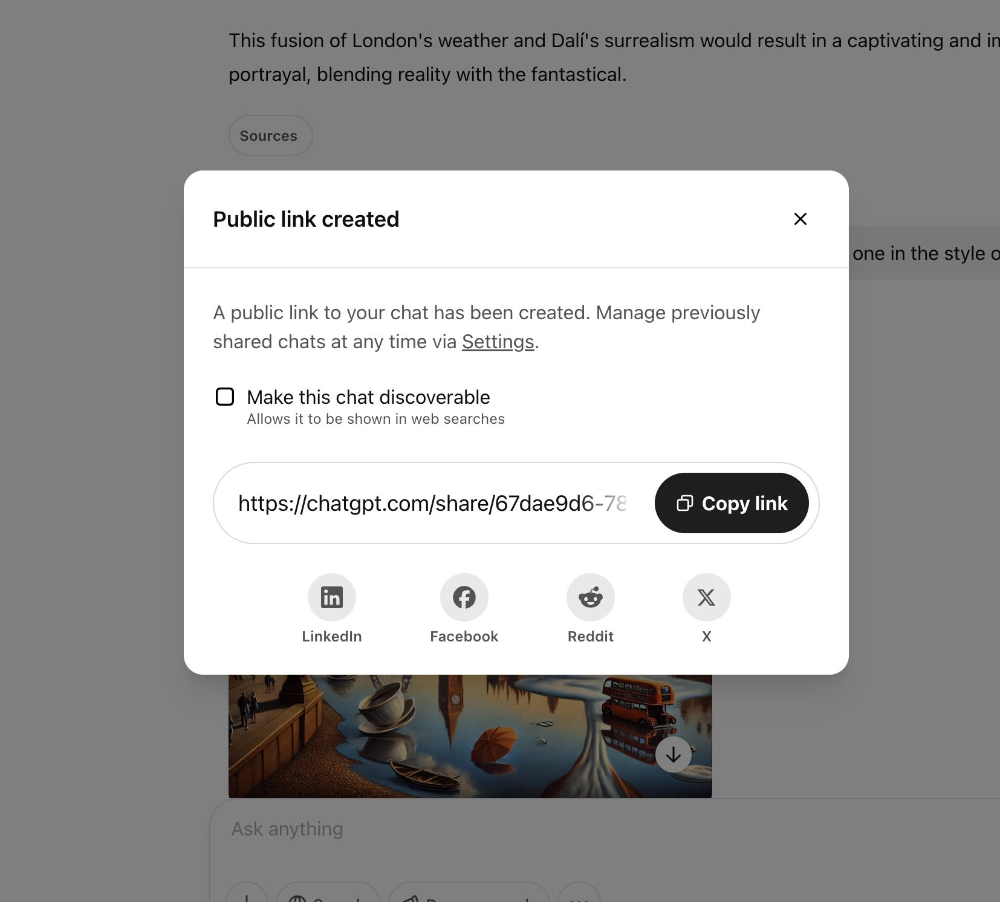 This fusion of London's weather and Dalí's surrealism would result in a captivating and
portrayal, blending reality with the fantastical.
Sources
Public link created
one in the style
A public link to your chat has been created. Manage previously
shared chats at any time via Settings.
Make this chat discoverable
Allows it to be shown in web searches
https://chatgpt.com/share/67dae9d6-78
Copy link
LinkedIn
Facebook
Reddit
X
Ask anything